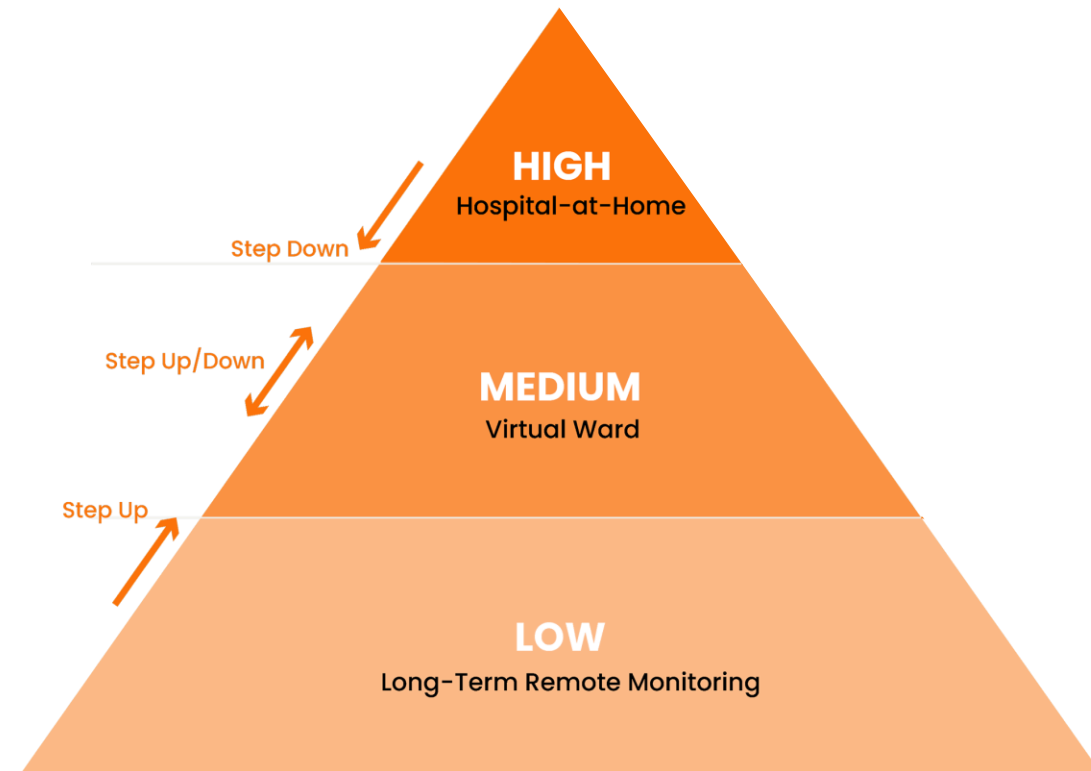 HIGH
Hospital-at-Home
Step Down
Step Up/Down
MEDIUM
Virtual Ward
Step Up
LOW
Long-Term Remote Monitoring